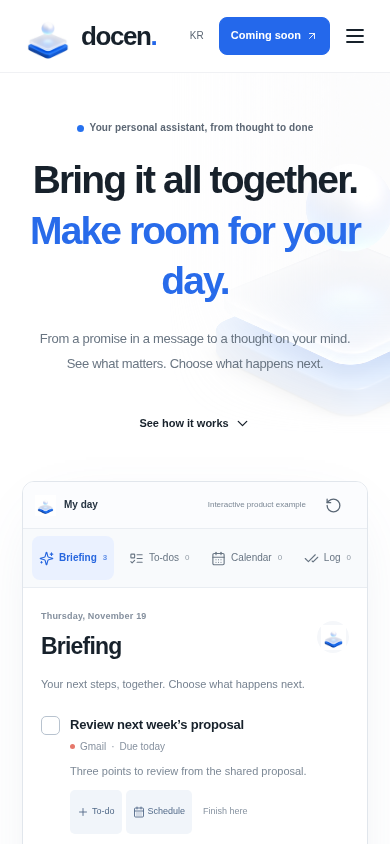 docen.
KR
Coming soon
Your personal assistant, from thought to done
Bring it all together.
Make room for your
day.
From a promise in a message to a thought on your mind.
See what matters. Choose what happens next.
See how it works
My day
Interactive product example
Briefing 3
To-dos 0
Calendar 0
Log 0
Thursday, November 19
Briefing
Your next steps, together. Choose what happens next.
Review next week’s proposal
Gmail · Due today
Three points to review from the shared proposal.
To-do
Schedule
Finish here